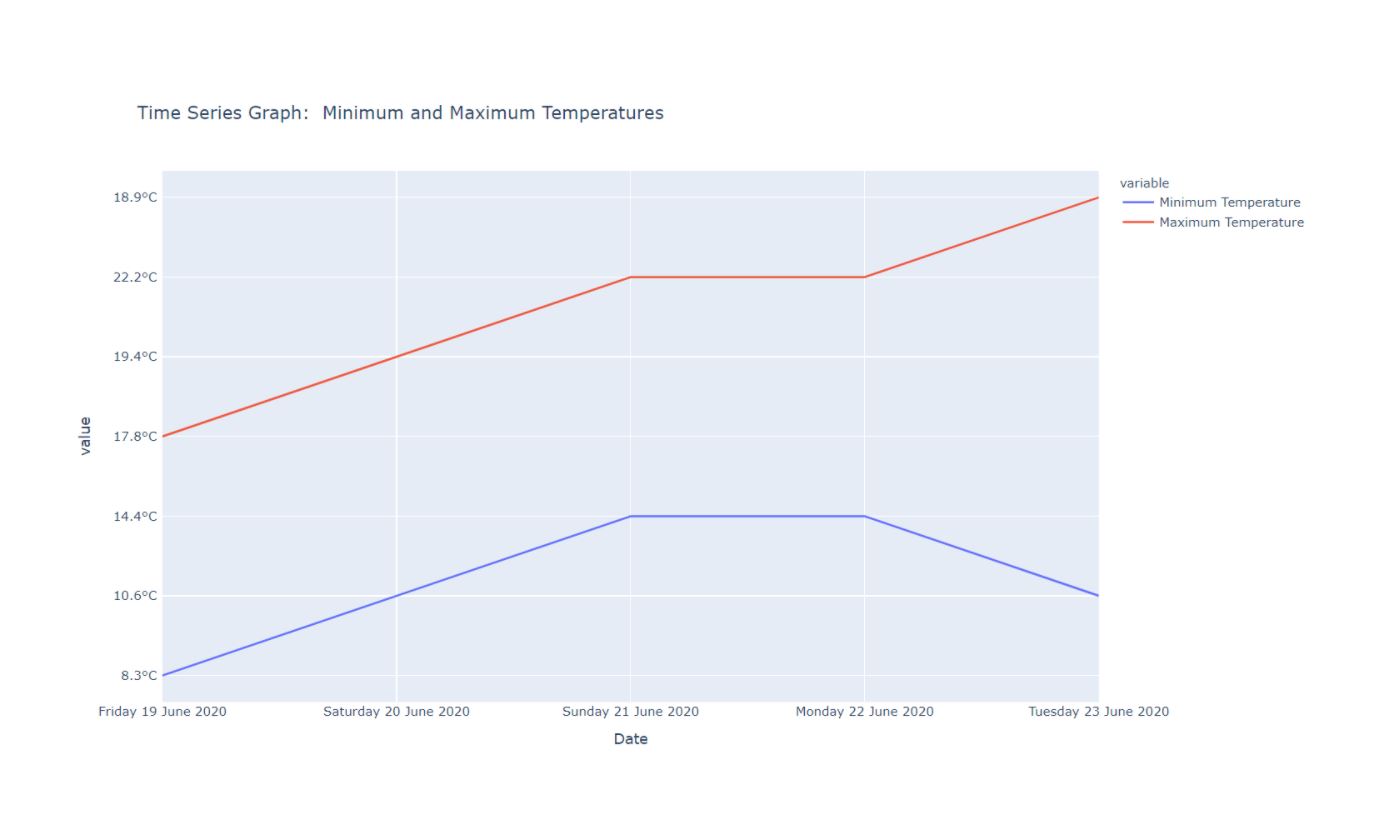 Time Series Graph:  Minimum and Maximum Temperatures
variable
Minimum Temperature
Maximum Temperature
18.9°C
22.2°C
19.4°C
17.8°C
14.4°C
10.6°C
8.3°C
value
Friday 19 June 2020
Saturday 20 June 2020
Sunday 21 June 2020
Monday 22 June 2020
Tuesday 23 June 2020
Date